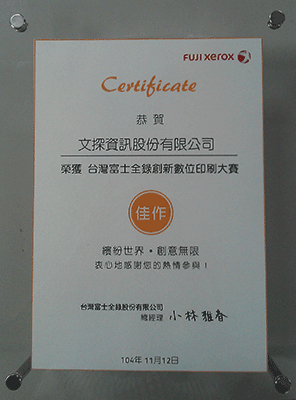 FUJI xerox
Certificate
恭賀
文探資訊股份有限公司
榮獲 台灣富士全錄創新數位印刷大賽
佳作
繽紛世界•創意無限
衷心地感謝您的熱情參與！
台灣富士全錄股份有限公司
總經理 小林雅春
104年11月12日